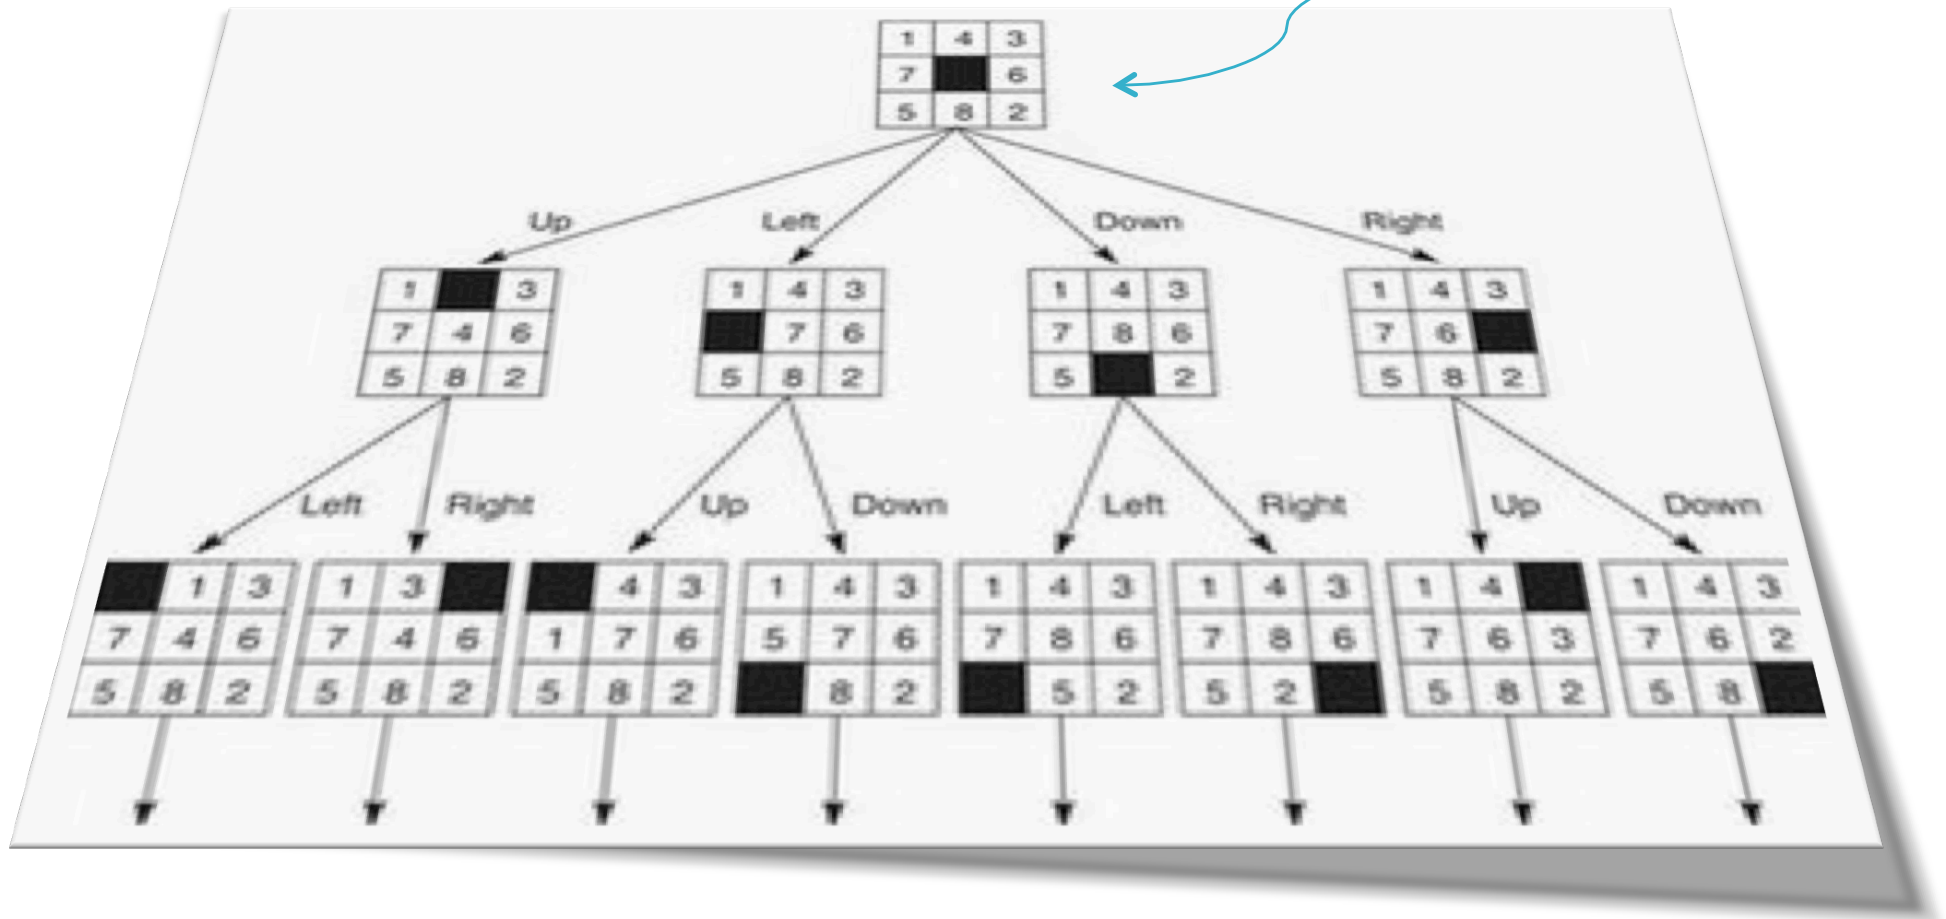 1 4 3
7 6
5 8 2
Up Left Down Right
1 3 1 4 3 1 4 3 1 4 3
7 4 6 7 6 7 8 6 7 6
5 8 2 5 8 2 5 2 5 8 2
Left Right Up Down Left Right Up Down
1 3 1 3 4 3 1 4 3 1 4 3 1 4 3 1 4 1 4 3
7 4 6 7 4 6 1 7 6 5 7 6 7 8 6 7 8 6 7 6 3 7 6 2
5 8 2 5 8 2 5 8 2 8 2 5 2 5 2 5 8 2 5 8